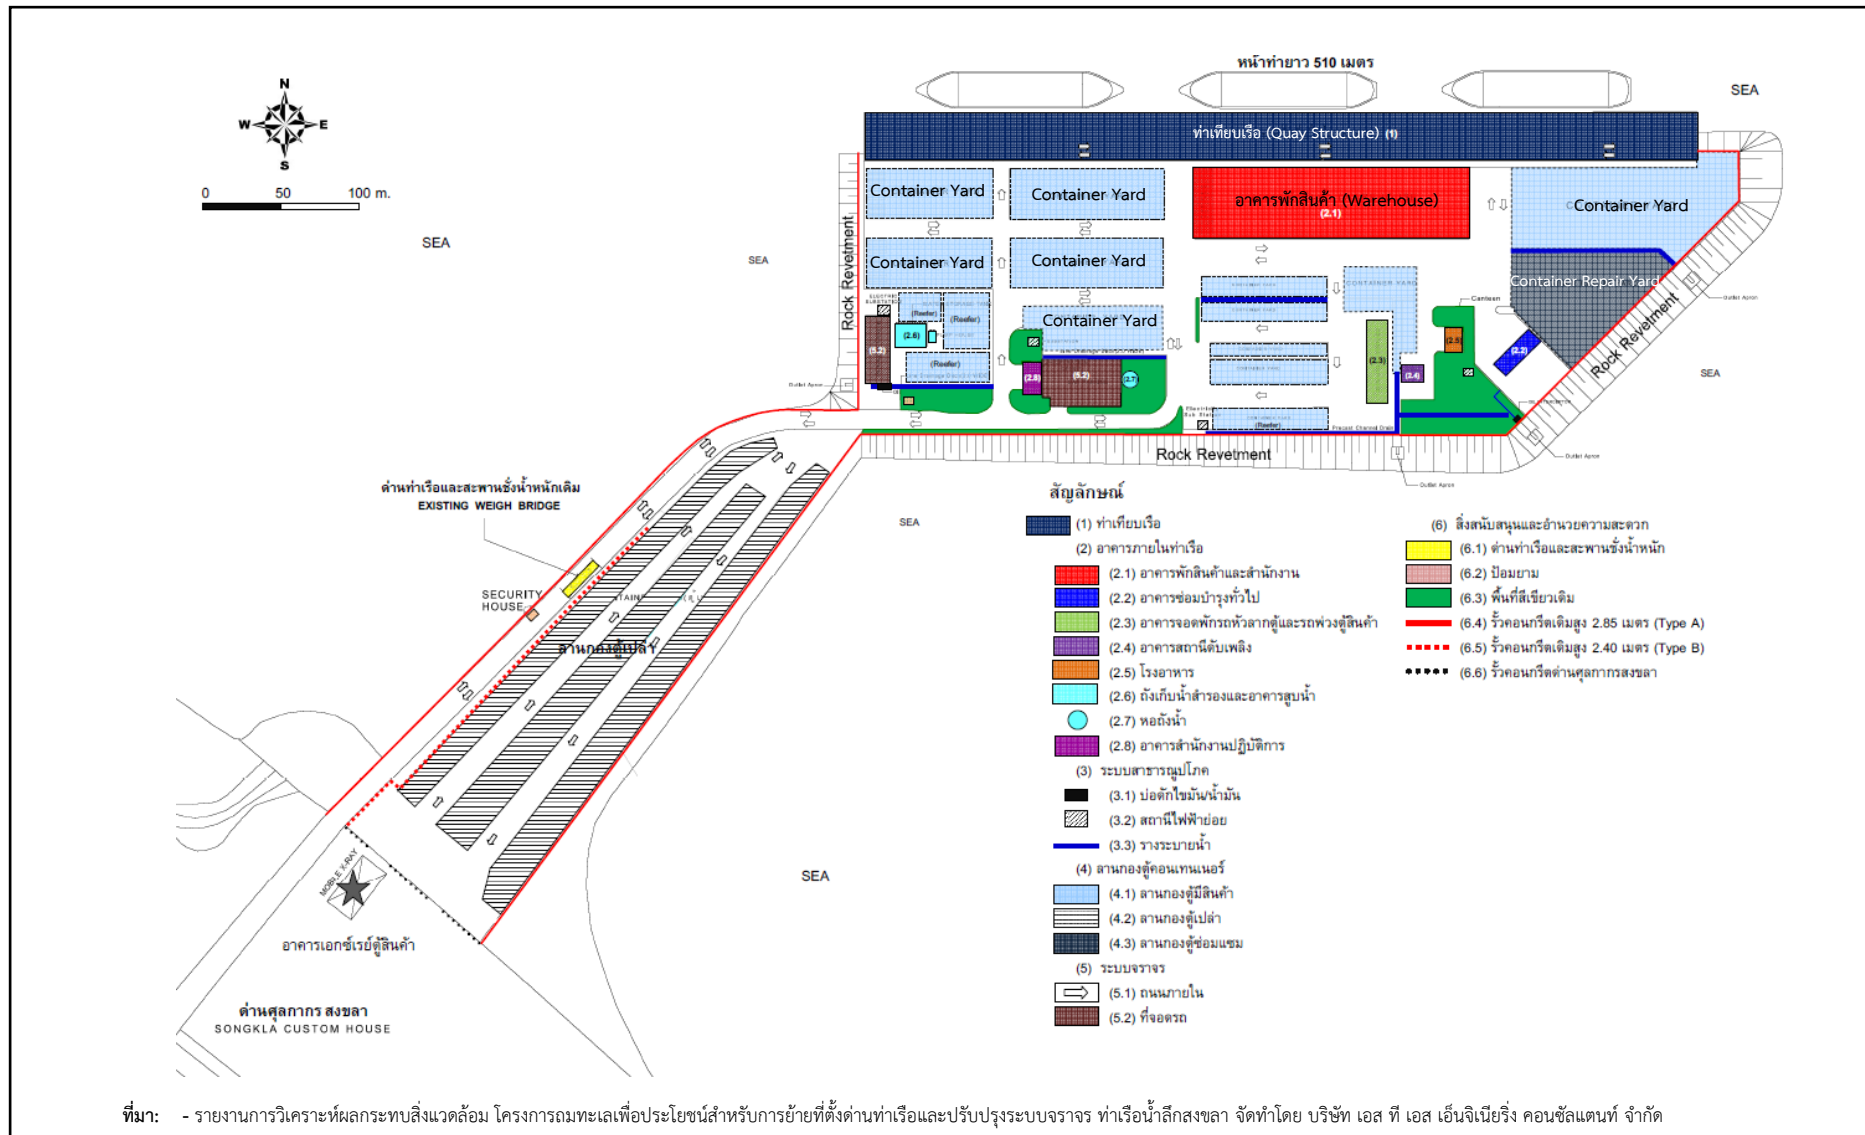 หน้าท่ายาว 510 เมตร
SEA
N
W E
S
ท่าเทียบเรือ (Quay Structure) (1)
0 50 100 m.
Container Yard
Container Yard
อาคารพักสินค้า (Warehouse)
(2.1)
Container Yard
SEA
SEA
Rock Revetment
Container Yard
Container Yard
Container Repair Yard
CONTAINER YARD
Canteen
Outlet Apron
(Reefer)
(Reefer)
(2.6)
(5.2)
(Reefer)
Container Yard
(2.8)
(5.2)
(2.7)
(2.3)
(2.4)
(2.5)
(2.2)
Rock Revetment
SEA
Outlet Apron
(Reefer)
Precast Channel Drain
Rock Revetment
Outlet Apron
Outlet Apron
ด่านท่าเรือและสะพานชั่งน้ำหนักเดิม
EXISTING WEIGH BRIDGE
SEA
SECURITY
HOUSE
ลานกองตู้เปล่า
SEA
MOBILE X-RAY
อาคารเอกซ์เรย์ตู้สินค้า
ด่านศุลกากร สงขลา
SONGKLA CUSTOM HOUSE
สัญลักษณ์
(1) ท่าเทียบเรือ
(2) อาคารภายในท่าเรือ
(2.1) อาคารพักสินค้าและสำนักงาน
(2.2) อาคารซ่อมบำรุงทั่วไป
(2.3) อาคารจอดพักรถหัวลากตู้และรถพ่วงตู้สินค้า
(2.4) อาคารสถานีดับเพลิง
(2.5) โรงอาหาร
(2.6) ถังเก็บน้ำสำรองและอาคารสูบน้ำ
(2.7) หอถังน้ำ
(2.8) อาคารสำนักงานปฏิบัติการ
(3) ระบบสาธารณูปโภค
(3.1) บ่อดักไขมัน/น้ำมัน
(3.2) สถานีไฟฟ้าย่อย
(3.3) รางระบายน้ำ
(4) ลานกองตู้คอนเทนเนอร์
(4.1) ลานกองตู้มีสินค้า
(4.2) ลานกองตู้เปล่า
(4.3) ลานกองตู้ซ่อมแซม
(5) ระบบจราจร
(5.1) ถนนภายใน
(5.2) ที่จอดรถ
(6) สิ่งสนับสนุนและอำนวยความสะดวก
(6.1) ด่านท่าเรือและสะพานชั่งน้ำหนัก
(6.2) ป้อมยาม
(6.3) พื้นที่สีเขียวเดิม
(6.4) รั้วคอนกรีตเดิมสูง 2.85 เมตร (Type A)
(6.5) รั้วคอนกรีตเดิมสูง 2.40 เมตร (Type B)
(6.6) รั้วคอนกรีตด่านศุลกากรสงขลา
ที่มา: - รายงานการวิเคราะห์ผลกระทบสิ่งแวดล้อม โครงการถมทะเลเพื่อประโยชน์สำหรับการย้ายที่ตั้งด่านท่าเรือและปรับปรุงระบบจราจร ท่าเรือน้ำลึกสงขลา จัดทำโดย บริษัท เอส ที เอส เอ็นจิเนียริ่ง คอนซัลแตนท์ จำกัด